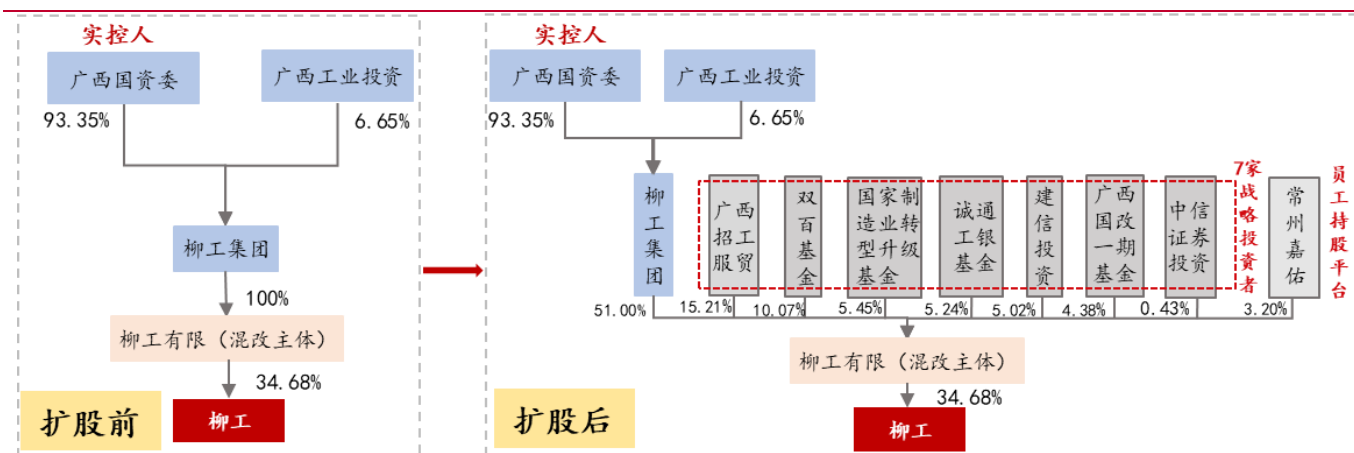 实控人
广西国资委
广西工业投资
93.35%
6.65%
柳工集团
100%
柳工有限（混改主体）
34.68%
扩股前
柳工
实控人
广西国资委
广西工业投资
93.35%
6.65%
柳工集团
广西
招工
服贸
双百基金
国家制
造业转
型升级
基金
诚通
工银
基金
建信投资
广西
国改
一期
基金
中信
证券
投资
7家战略投资者
常州嘉佑
员工持股平台
51.00%
15.21%
10.07%
5.45%
5.24%
5.02%
4.38%
0.43%
3.20%
柳工有限（混改主体）
34.68%
扩股后
柳工